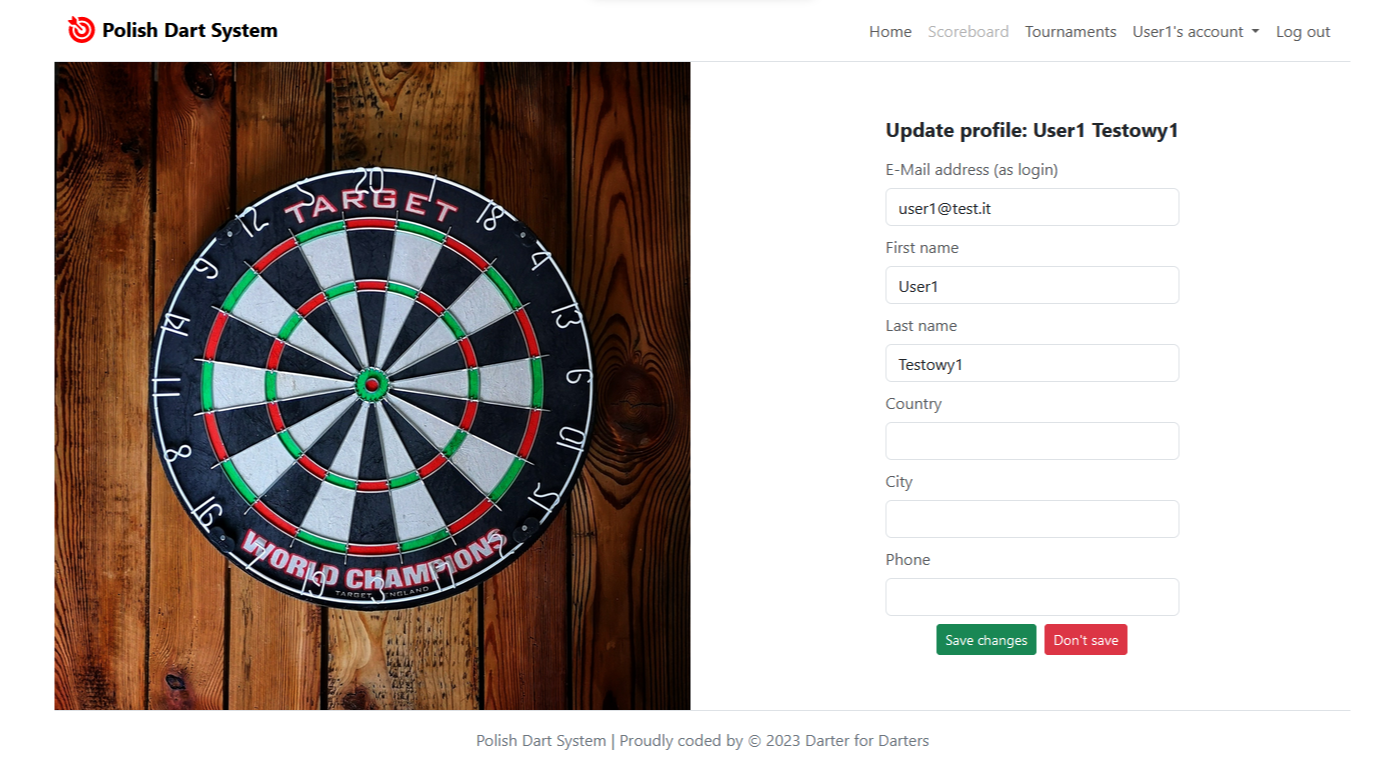 Polish Dart System
Home Scoreboard Tournaments User1's account Log out
20
1
18
4
13
6
10
15
2
17
3
19
7
16
8
11
14
9
12
5
TARGET
WORLD CHAMPIONS
TARGET ENGLAND
Update profile: User1 Testowy1
E-Mail address (as login)
user1@test.it
First name
User1
Last name
Testowy1
Country
City
Phone
Save changes Don't save
Polish Dart System | Proudly coded by © 2023 Darter for Darters